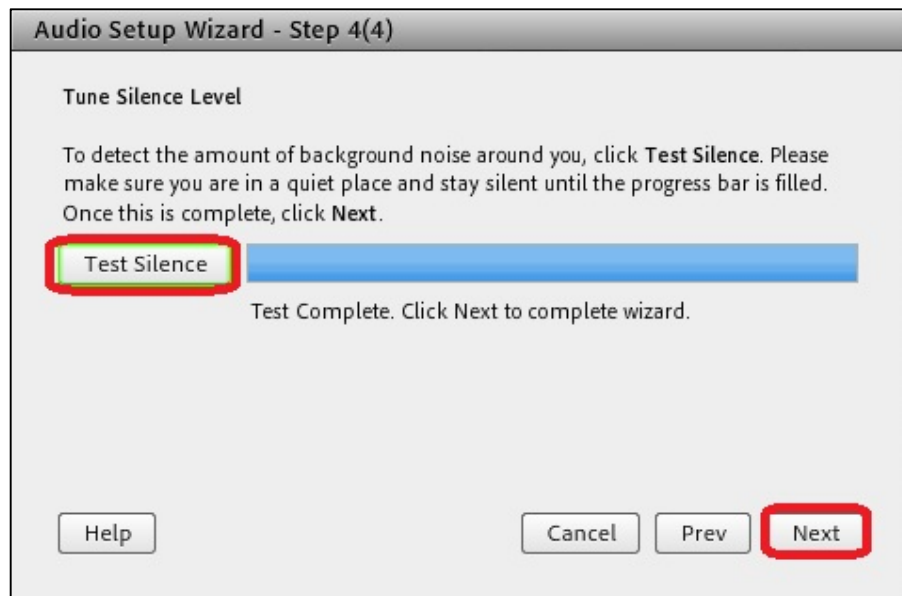 Audio Setup Wizard - Step 4(4)
Tune Silence Level
To detect the amount of background noise around you, click Test Silence. Please
make sure you are in a quiet place and stay silent until the progress bar is filled.
Once this is complete, click Next.
Test Silence
Test Complete. Click Next to complete wizard.
Help Cancel Prev Next